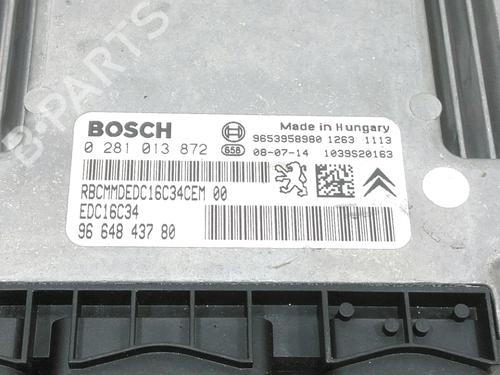 BOSCH
0 281 013 872
658
Made in Hungary
9653958980 1263 1113
08-07-14 1039S20163
RBCMMDEDC16C34CEM 00
EDC16C34
96 648 437 80
B-PARTS